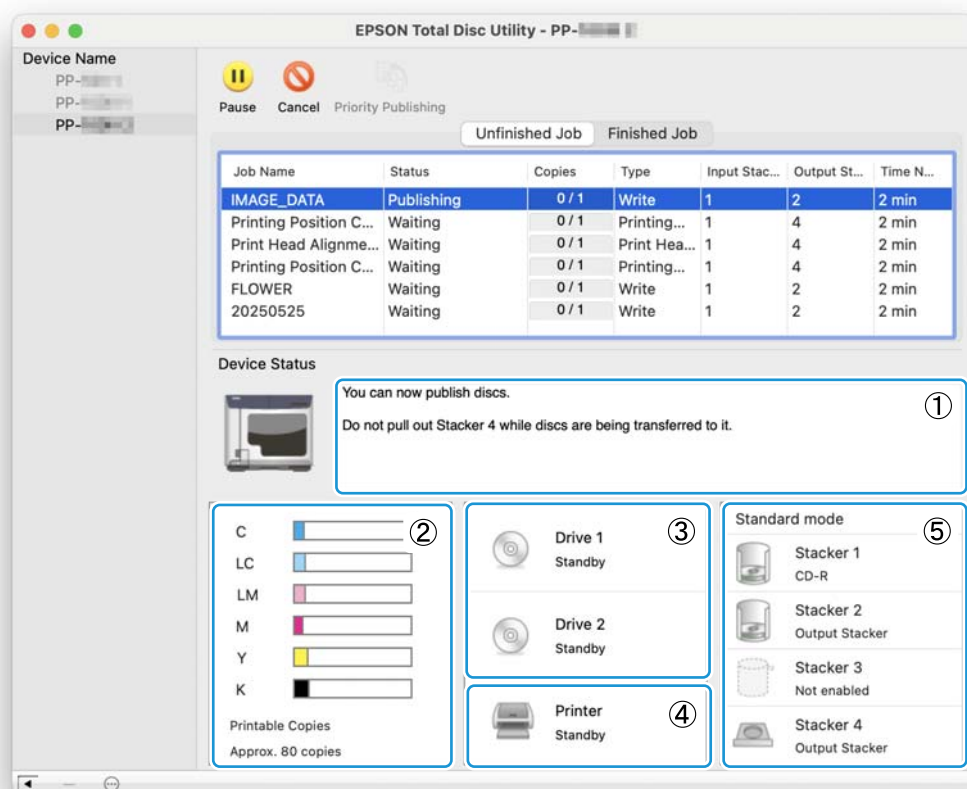 EPSON Total Disc Utility - PP-
Device Name
PP-
PP-
PP-
Pause Cancel Priority Publishing
Unfinished Job Finished Job
Job Name Status Copies Type Input Stac... Output St... Time N...
IMAGE_DATA Publishing 0 / 1 Write 1 2 2 min
Printing Position C... Waiting 0 / 1 Printing... 1 4 2 min
Print Head Alignme... Waiting 0 / 1 Print Hea... 1 4 2 min
Printing Position C... Waiting 0 / 1 Printing... 1 4 2 min
FLOWER Waiting 0 / 1 Write 1 2 2 min
20250525 Waiting 0 / 1 Write 1 2 2 min
Device Status
You can now publish discs.
①
Do not pull out Stacker 4 while discs are being transferred to it.
②
C
LC
LM
M
Y
K
Printable Copies
Approx. 80 copies
③
Drive 1
Standby
Drive 2
Standby
④
Printer
Standby
Standard mode
⑤
Stacker 1
CD-R
Stacker 2
Output Stacker
Stacker 3
Not enabled
Stacker 4
Output Stacker